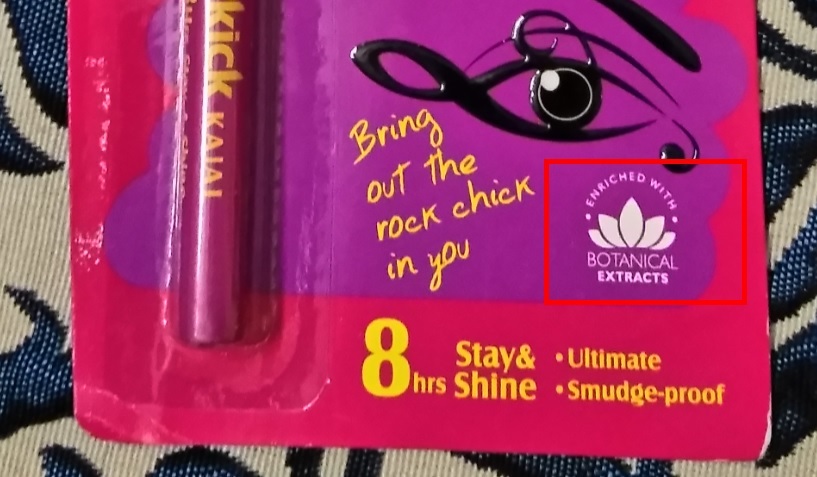 kick KAJAL
Bring
out the
rock chick
in you
• ENRICHED WITH •
BOTANICAL
EXTRACTS
8hrs Stay& Shine
• Ultimate
• Smudge-proof